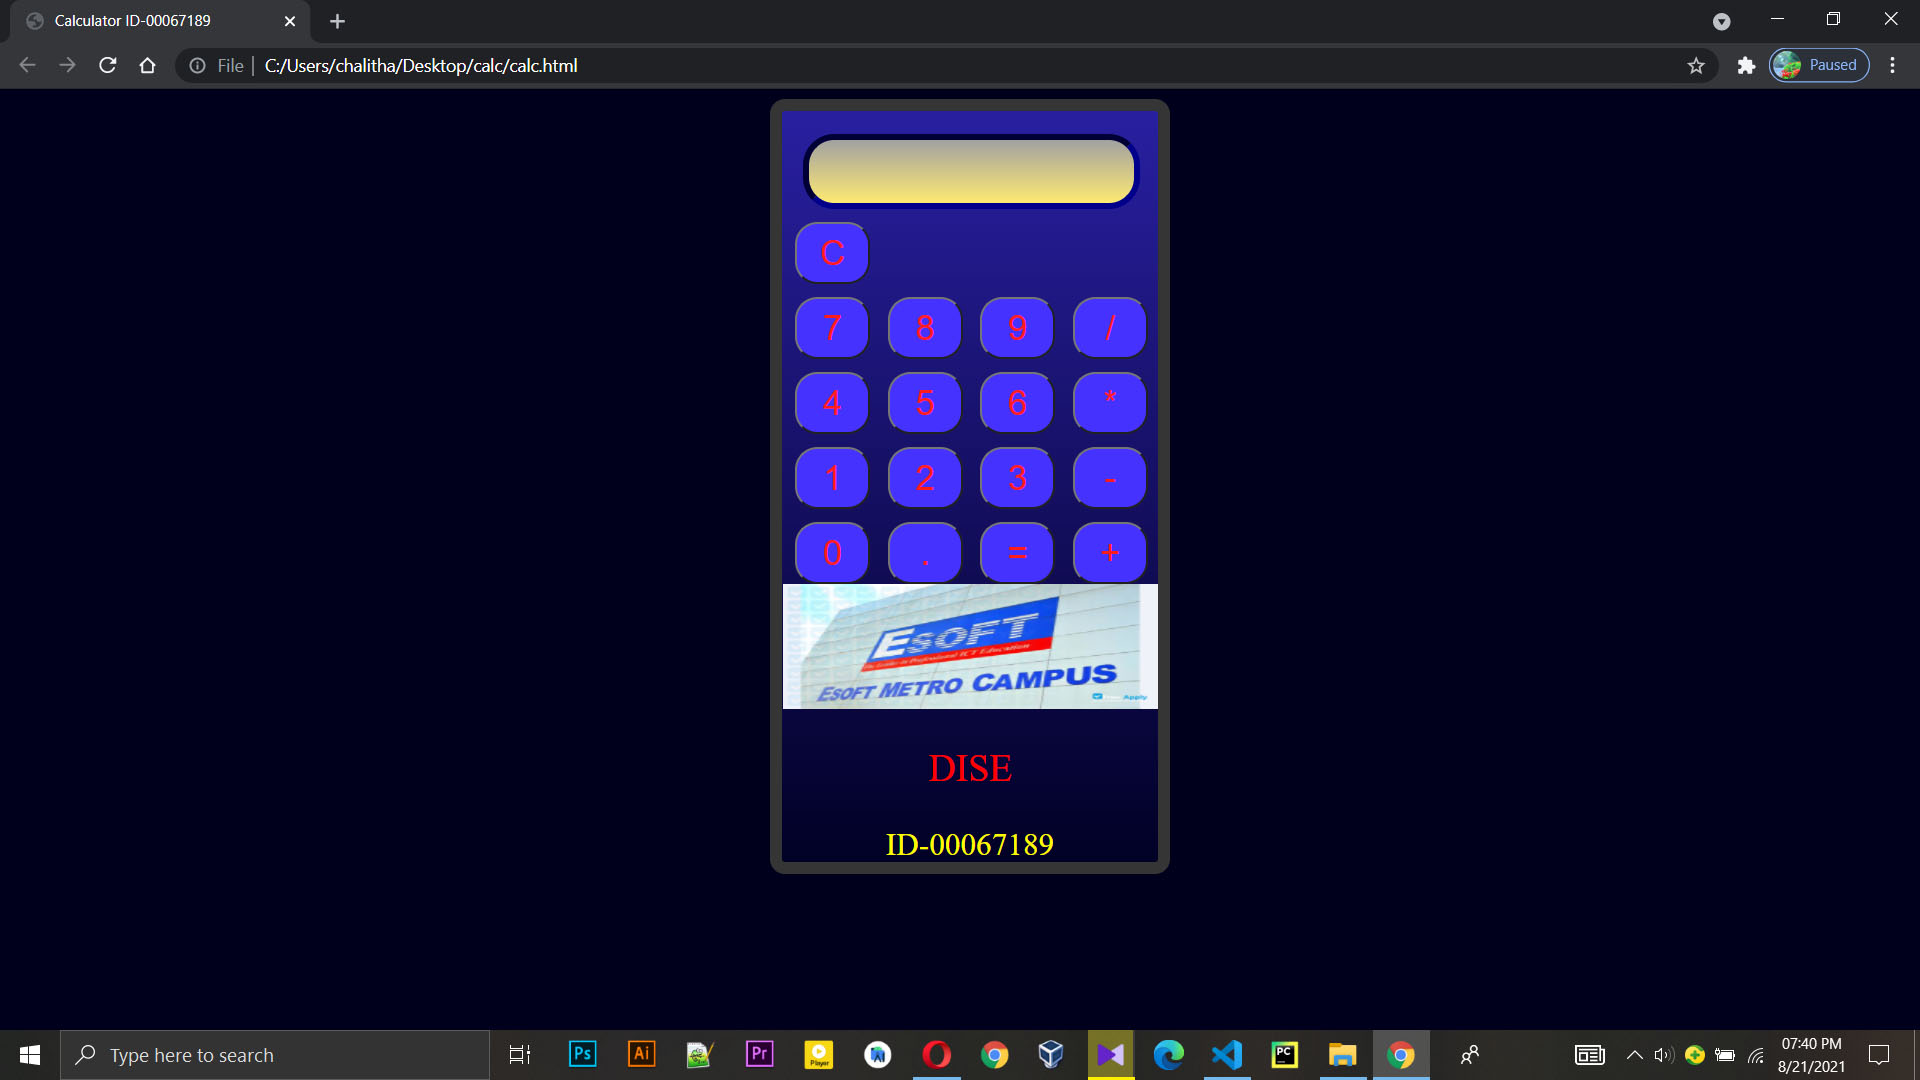 Calculator ID-00067189
File
C:/Users/chalitha/Desktop/calc/calc.html
Paused
C
7 8 9 /
4 5 6 *
1 2 3 -
0 . = +
ESOFT
ESOFT METRO CAMPUS
Apply
DISE
ID-00067189
Type here to search
Ps
Ai
Pr
Player
PC
07:40 PM
8/21/2021